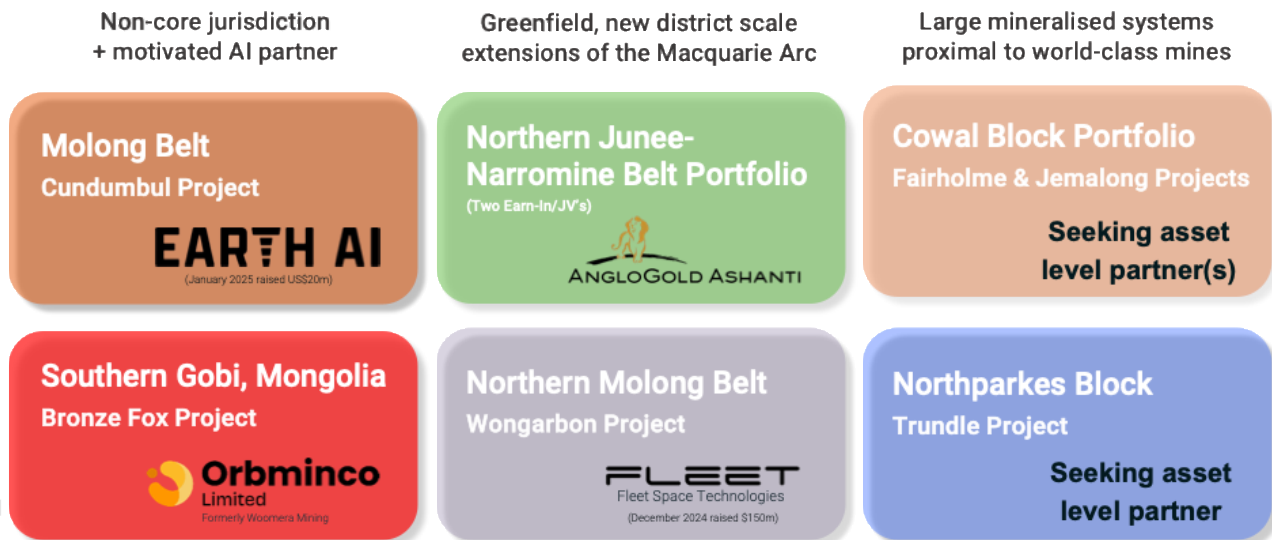 Non-core jurisdiction
+ motivated AI partner
Greenfield, new district scale
extensions of the Macquarie Arc
Large mineralised systems
proximal to world-class mines
Molong Belt
Cundumbul Project
EARTH AI
(January 2025 raised US$20m)
Northern Junee-
Narromine Belt Portfolio
(Two Earn-In/JV's)
ANGLOGOLD ASHANTI
Cowal Block Portfolio
Fairholme & Jemalong Projects
Seeking asset
level partner(s)
Southern Gobi, Mongolia
Bronze Fox Project
Orbminco
Limited
Formerly Woomera Mining
Northern Molong Belt
Wongarbon Project
FLEET
Fleet Space Technologies
(December 2024 raised $150m)
Northparkes Block
Trundle Project
Seeking asset
level partner